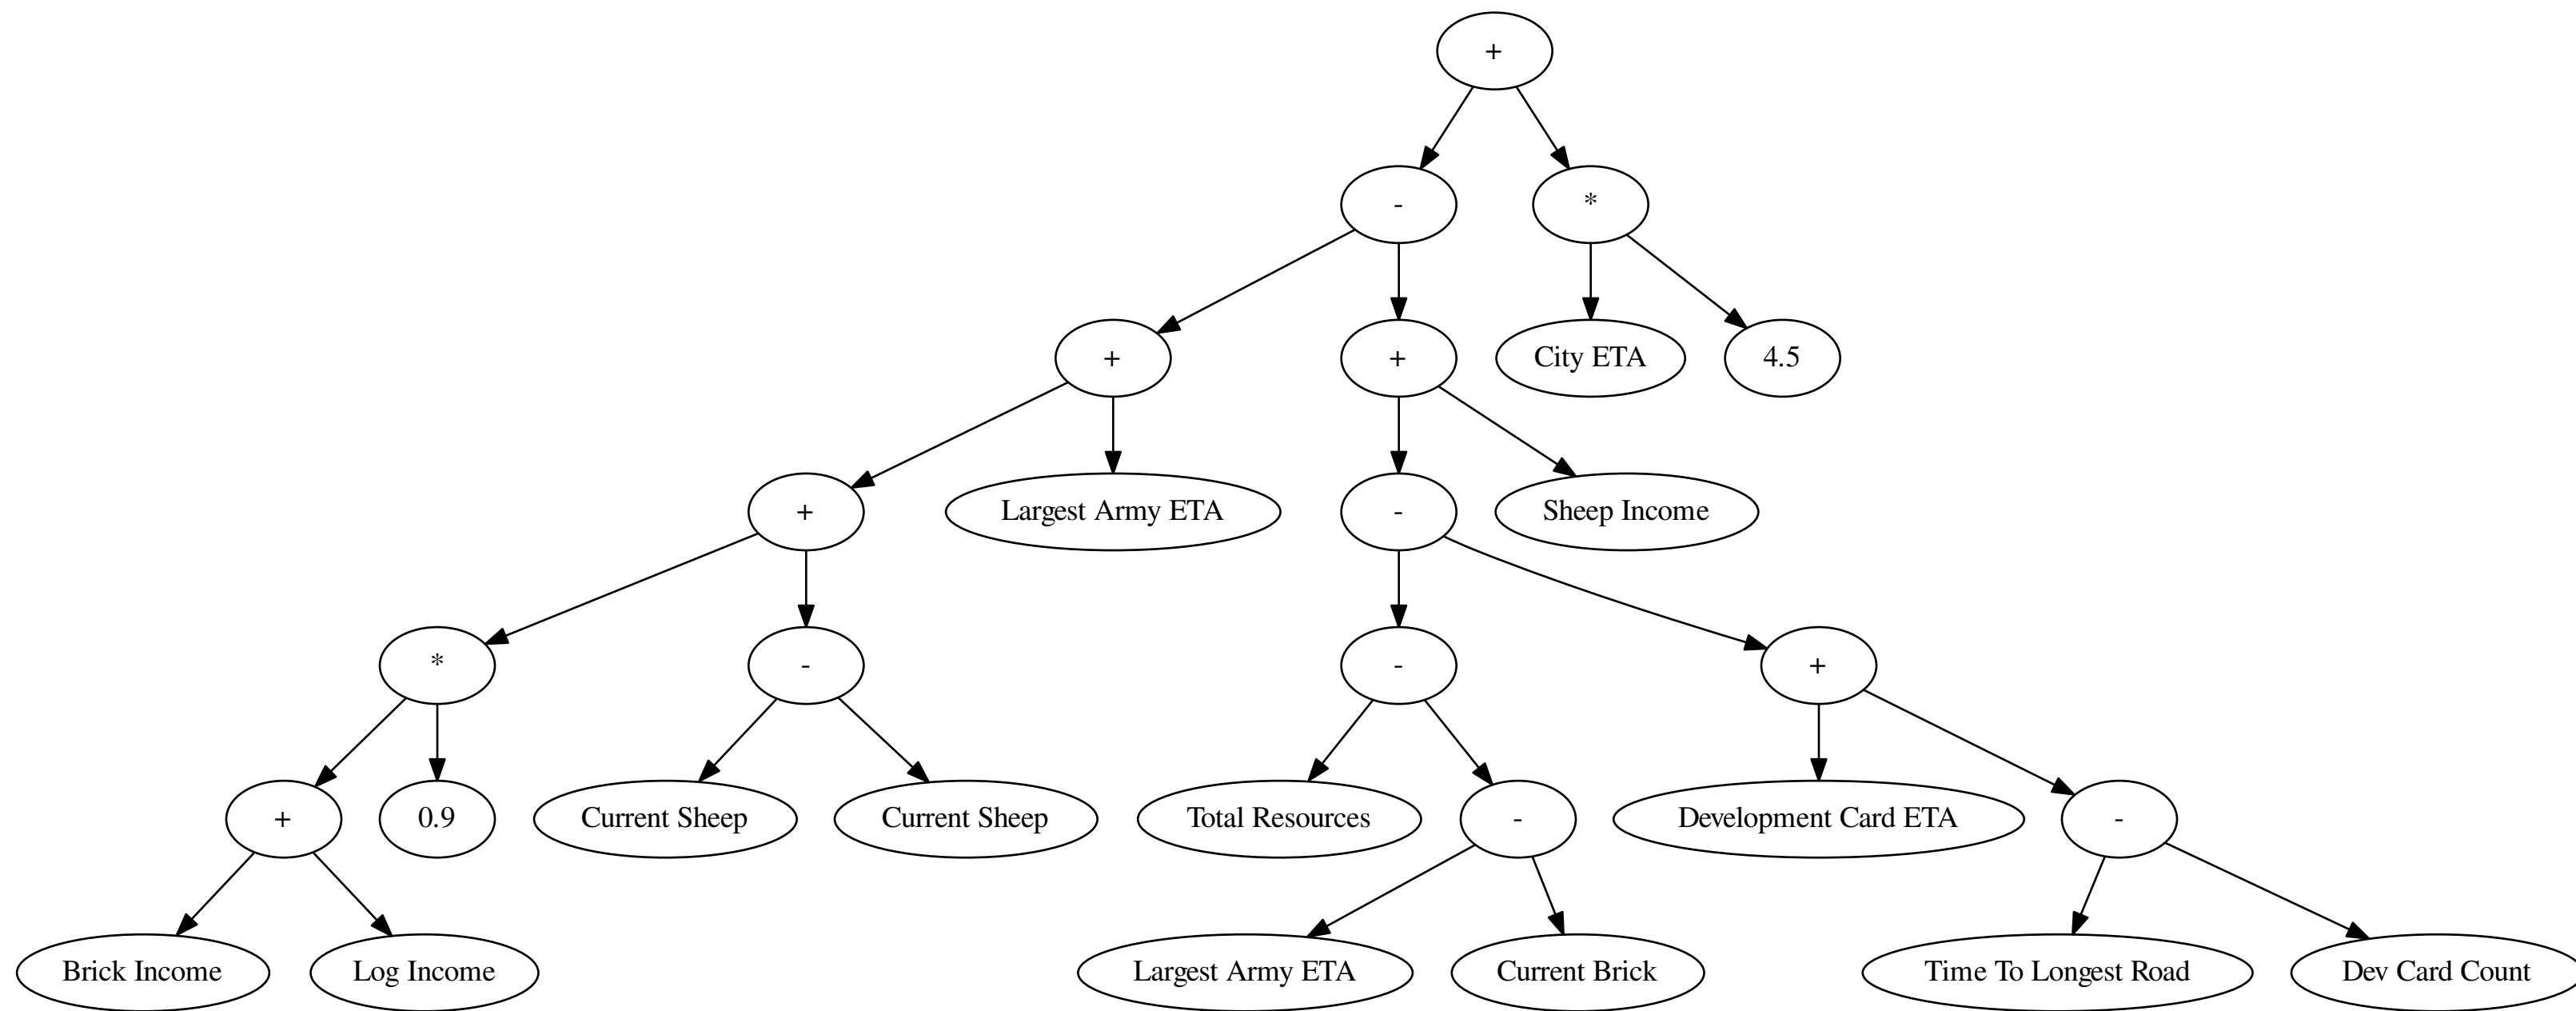 +
-
*
+
+
City ETA
4.5
+
Largest Army ETA
-
Sheep Income
*
-
-
+
+
0.9
Current Sheep
Current Sheep
Total Resources
-
Development Card ETA
-
Brick Income
Log Income
Largest Army ETA
Current Brick
Time To Longest Road
Dev Card Count